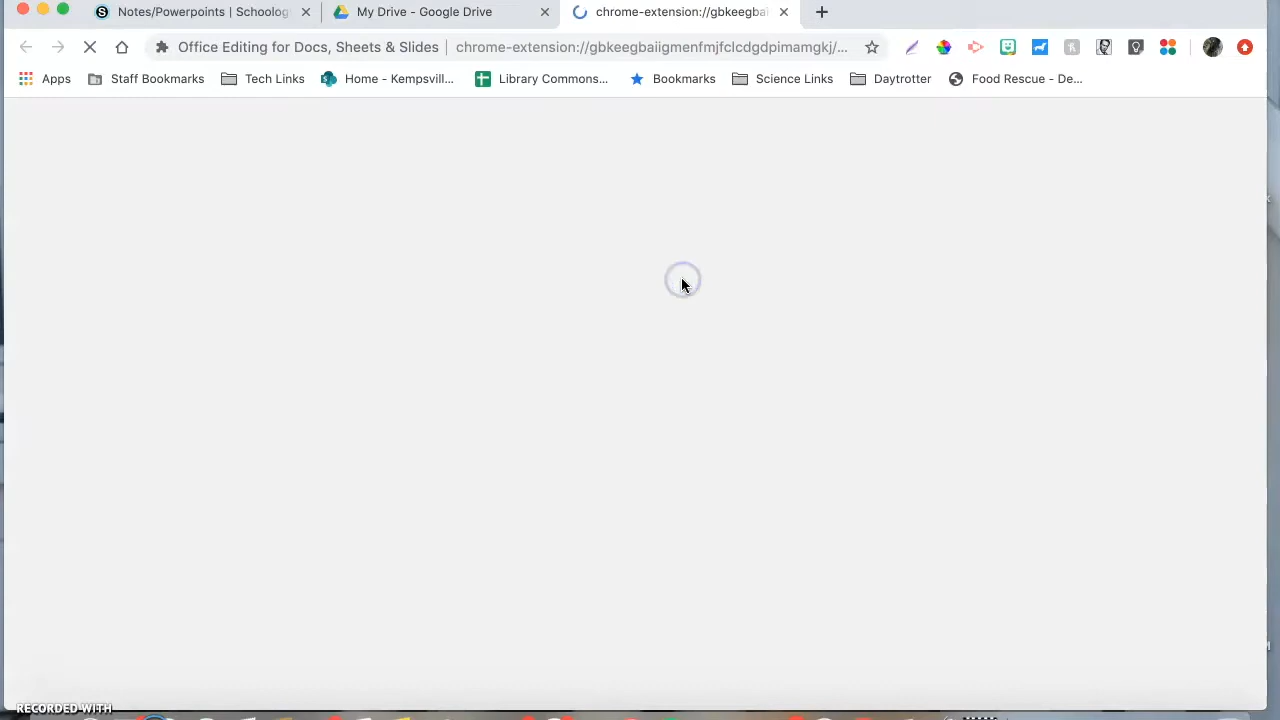 Notes/Powerpoints | Schoolog
My Drive - Google Drive
chrome-extension://gbkeegbai
Office Editing for Docs, Sheets & Slides | chrome-extension://gbkeegbaiigmenfmjfclcdgdpimamgkj/...
Apps
Staff Bookmarks
Tech Links
Home - Kempsvill...
Library Commons...
Bookmarks
Science Links
Daytrotter
Food Rescue - De...
RECORDED WITH